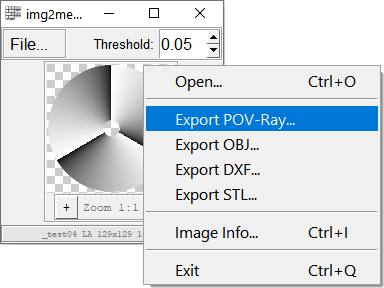 img2me...
File...
Threshold: 0.05
Open... Ctrl+O
Export POV-Ray...
Export OBJ...
Export DXF...
Export STL...
Image Info... Ctrl+I
Exit Ctrl+Q
+ Zoom 1:1
_test04 LA 129x129 1